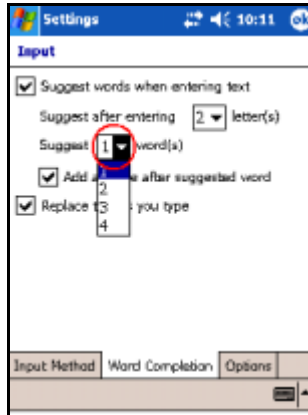 Settings 10:11 ok
Input
Suggest words when entering text
Suggest after entering 2 letter(s)
Suggest 1 word(s)
1
Add a after suggested word
2
Replace t you type
3
4
Input Method Word Completion Options